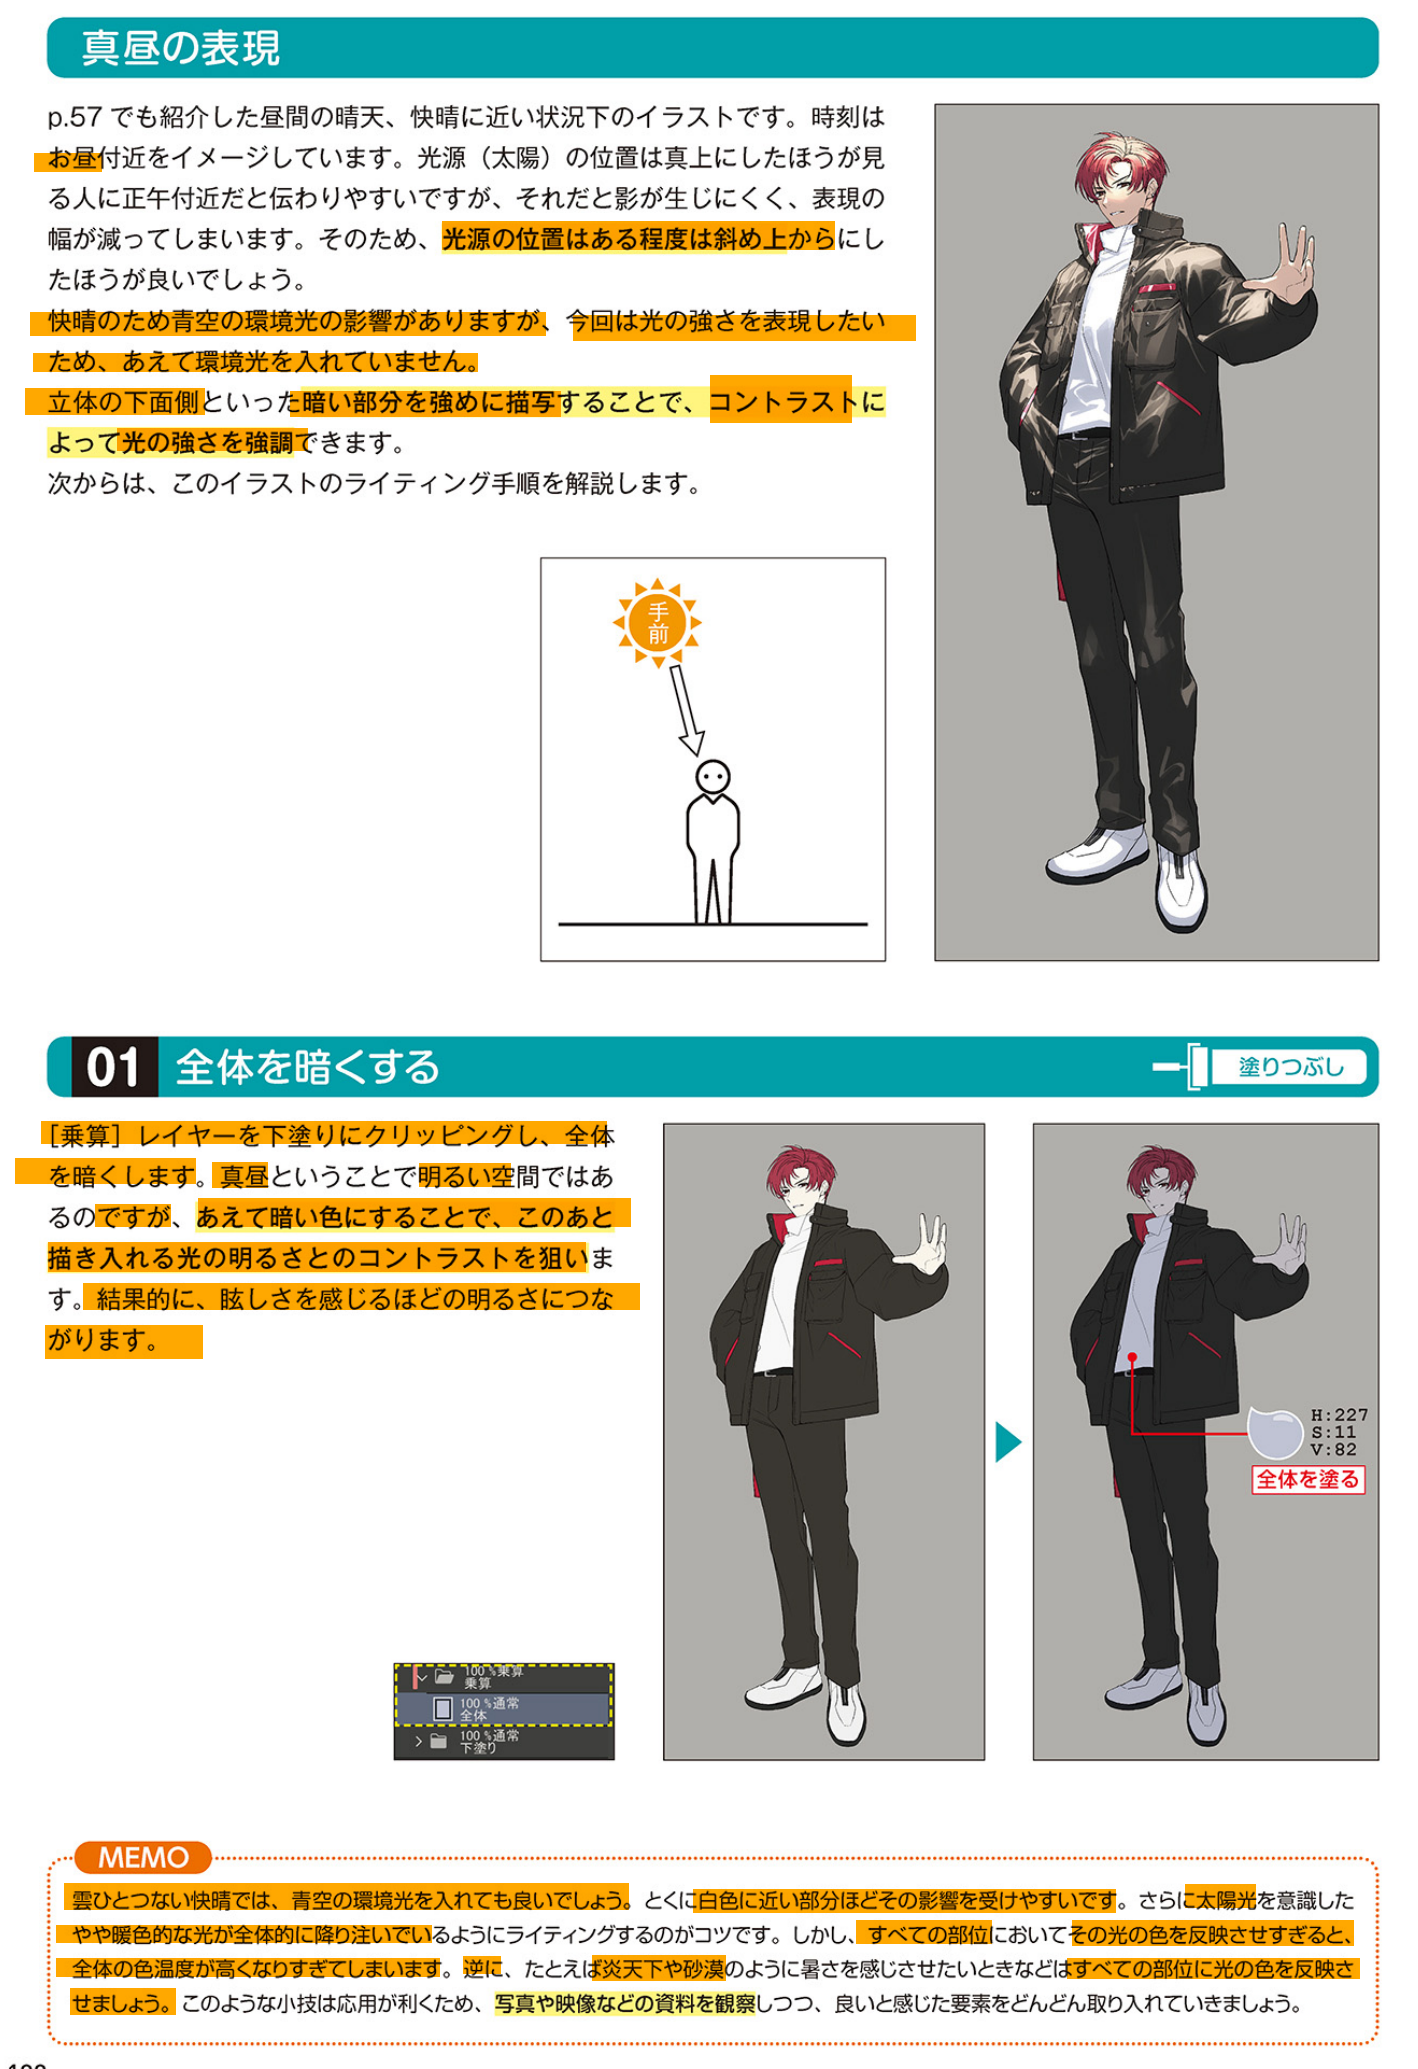 真昼の表現
p.57 でも紹介した昼間の晴天、快晴に近い状況下のイラストです。時刻は
お昼付近をイメージしています。光源（太陽）の位置は真上にしたほうが見
る人に正午付近だと伝わりやすいですが、それだと影が生じにくく、表現の
幅が減ってしまいます。そのため、光源の位置はある程度は斜め上からにし
たほうが良いでしょう。
快晴のため青空の環境光の影響がありますが、今回は光の強さを表現したい
ため、あえて環境光を入れていません。
立体の下面側といった暗い部分を強めに描写することで、コントラストに
よって光の強さを強調できます。
次からは、このイラストのライティング手順を解説します。
手
前
01 全体を暗くする
塗りつぶし
［乗算］レイヤーを下塗りにクリッピングし、全体
を暗くします。真昼ということで明るい空間ではあ
るのですが、あえて暗い色にすることで、このあと
描き入れる光の明るさとのコントラストを狙いま
す。結果的に、眩しさを感じるほどの明るさにつな
がります。
H:227
S:11
V:82
全体を塗る
100 %乗算
乗算
100 %通常
全体
100 %通常
下塗り
MEMO
雲ひとつない快晴では、青空の環境光を入れても良いでしょう。とくに白色に近い部分ほどその影響を受けやすいです。さらに太陽光を意識した
やや暖色的な光が全体的に降り注いでいるようにライティングするのがコツです。しかし、すべての部位においてその光の色を反映させすぎると、
全体の色温度が高くなりすぎてしまいます。逆に、たとえば炎天下や砂漠のように暑さを感じさせたいときなどはすべての部位に光の色を反映さ
せましょう。このような小技は応用が利くため、写真や映像などの資料を観察しつつ、良いと感じた要素をどんどん取り入れていきましょう。